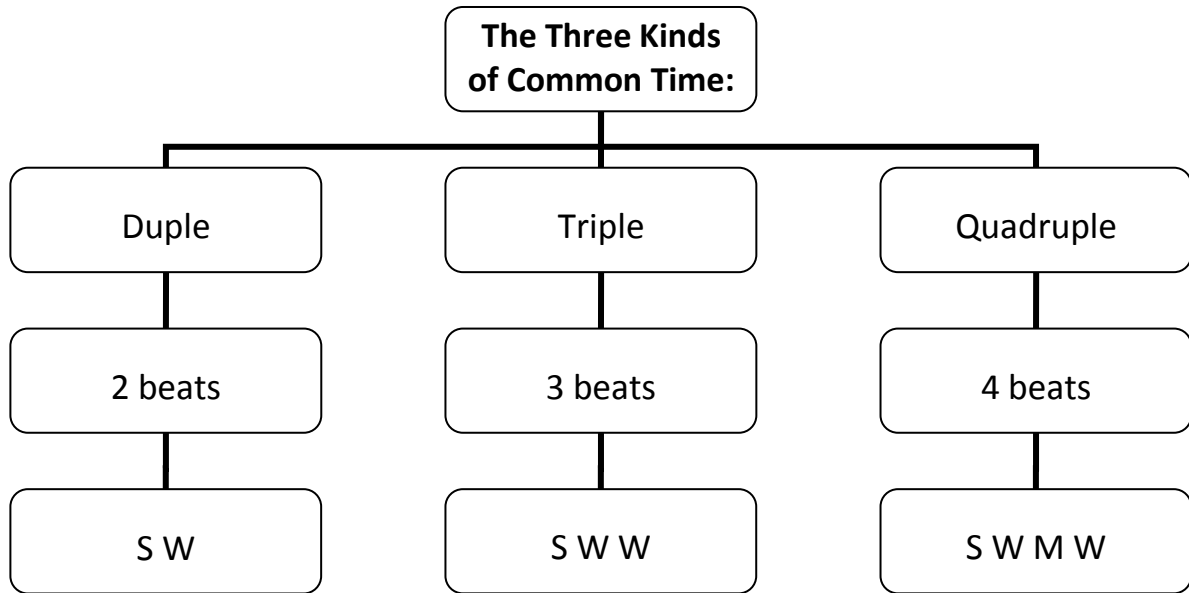 The Three Kinds
of Common Time:
Duple
Triple
Quadruple
2 beats
3 beats
4 beats
S W
S W W
S W M W